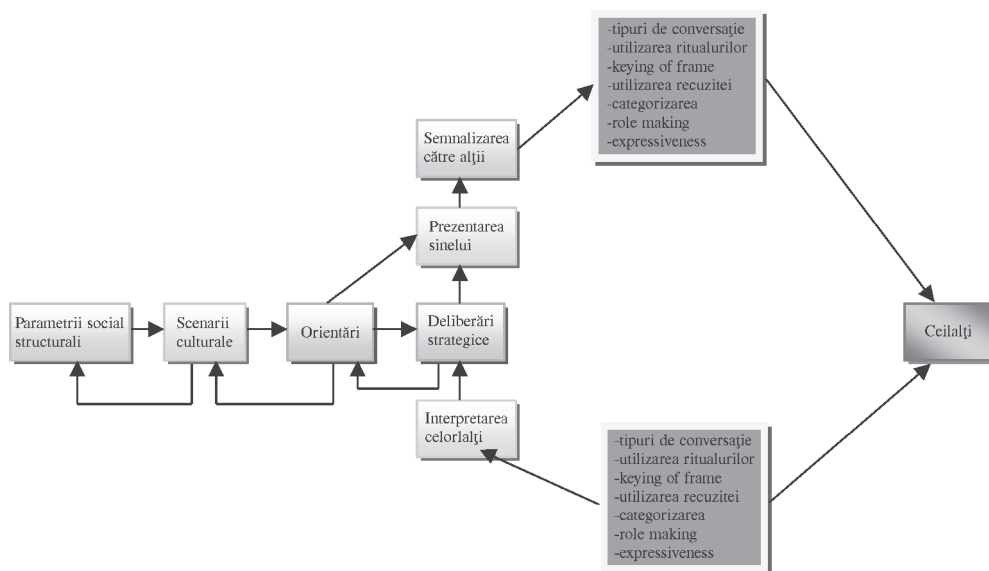 -tipuri de conversaţie
-utilizarea ritualurilor
-keying of frame
-utilizarea recuzitei
-categorizarea
-role making
-expressiveness
Semnalizarea
către alţii
Prezentarea
sinelui
Parametrii social
structurali
Scenarii
culturale
Orientări
Deliberări
strategice
Ceilalţi
Interpretarea
celorlalţi
-tipuri de conversaţie
-utilizarea ritualurilor
-keying of frame
-utilizarea recuzitei
-categorizarea
-role making
-expressiveness